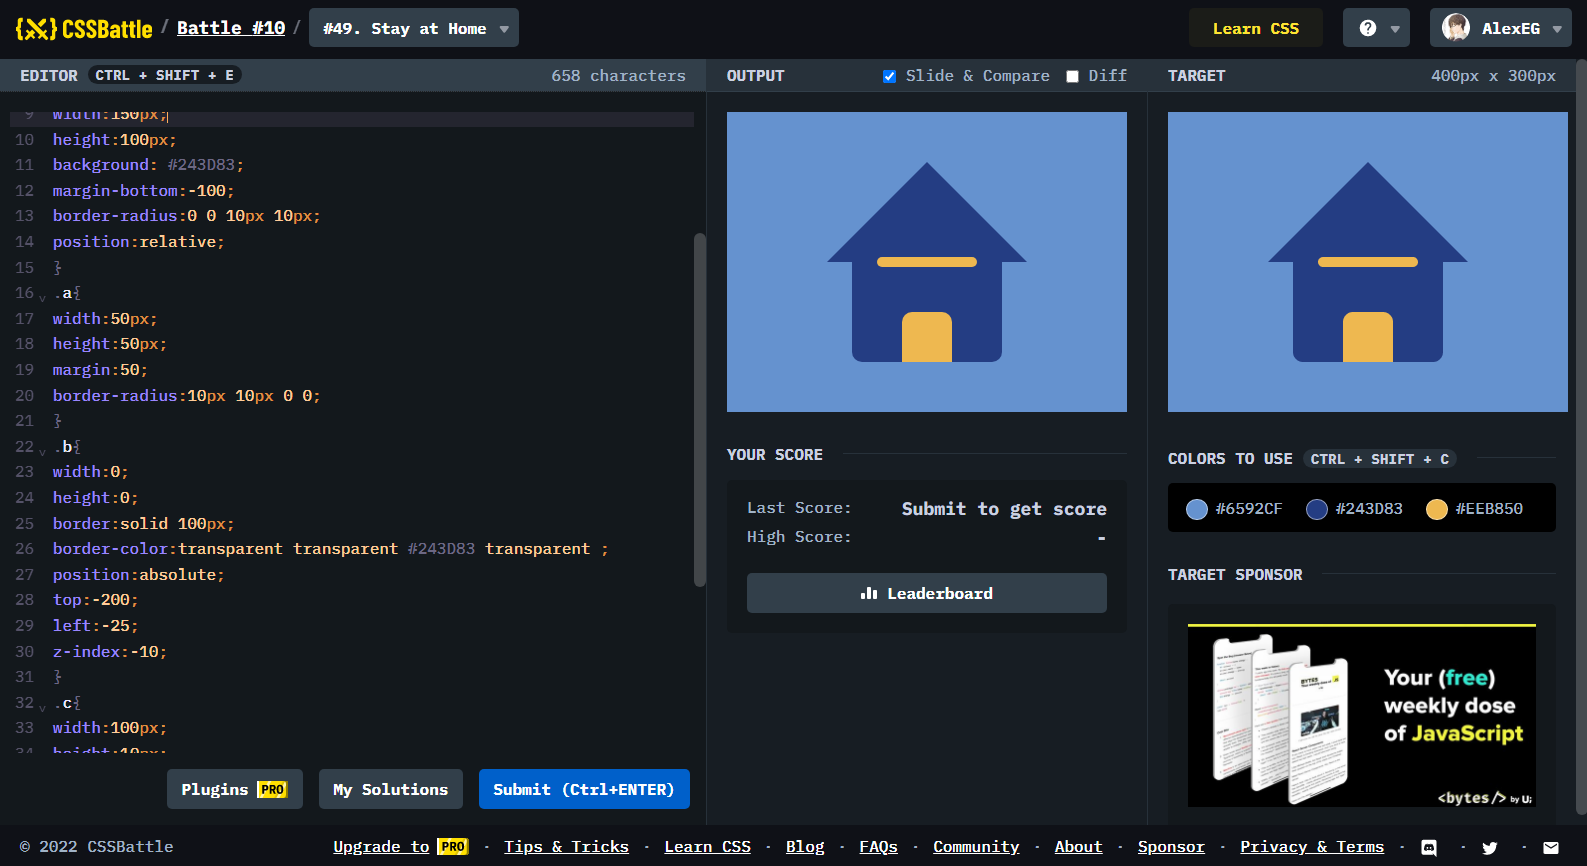 CSSBattle / Battle #10 / #49. Stay at Home
Learn CSS
AlexEG
EDITOR CTRL + SHIFT + E 658 characters
9 width:150px;
10 height:100px;
11 background: #243D83;
12 margin-bottom:-100;
13 border-radius:0 0 10px 10px;
14 position:relative;
15 }
16 .a{
17 width:50px;
18 height:50px;
19 margin:50;
20 border-radius:10px 10px 0 0;
21 }
22 .b{
23 width:0;
24 height:0;
25 border:solid 100px;
26 border-color:transparent transparent #243D83 transparent ;
27 position:absolute;
28 top:-200;
29 left:-25;
30 z-index:-10;
31 }
32 .c{
33 width:100px;
34 height:10px;
Plugins PRO
My Solutions
Submit (Ctrl+ENTER)
OUTPUT Slide & Compare Diff
YOUR SCORE
Last Score: Submit to get score
High Score: -
Leaderboard
TARGET 400px x 300px
COLORS TO USE CTRL + SHIFT + C
#6592CF #243D83 #EEB850
TARGET SPONSOR
Your (free)
weekly dose
of JavaScript
<bytes/> by U;
© 2022 CSSBattle
Upgrade to PRO · Tips & Tricks · Learn CSS · Blog · FAQs · Community · About · Sponsor · Privacy & Terms ·